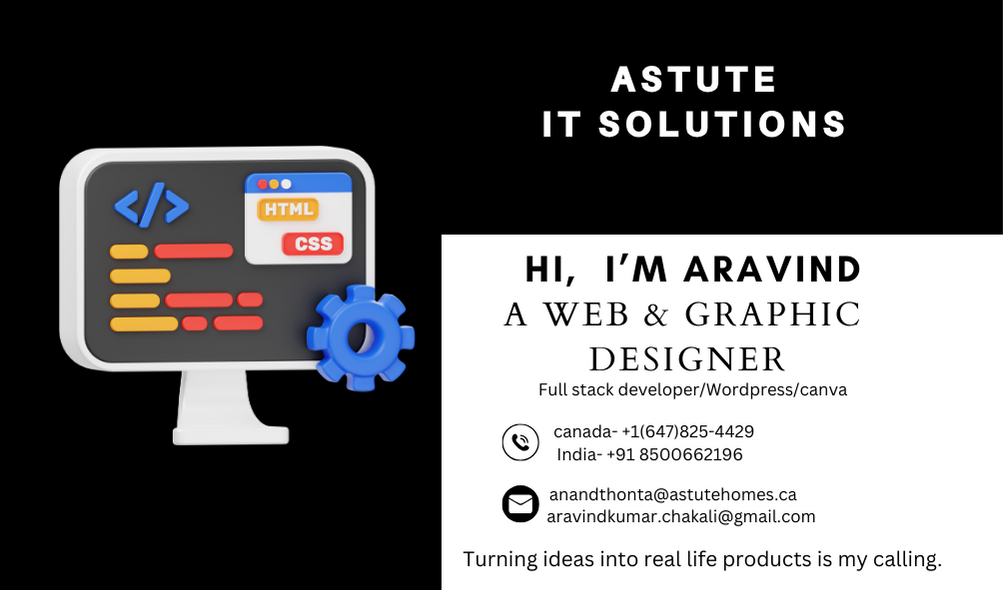 ASTUTE
IT SOLUTIONS
</>
HTML
CSS
HI, I'M ARAVIND
A WEB & GRAPHIC
DESIGNER
Full stack developer/Wordpress/canva
canada- +1(647)825-4429
India- +91 8500662196
anandthonta@astutehomes.ca
aravindkumar.chakali@gmail.com
Turning ideas into real life products is my calling.